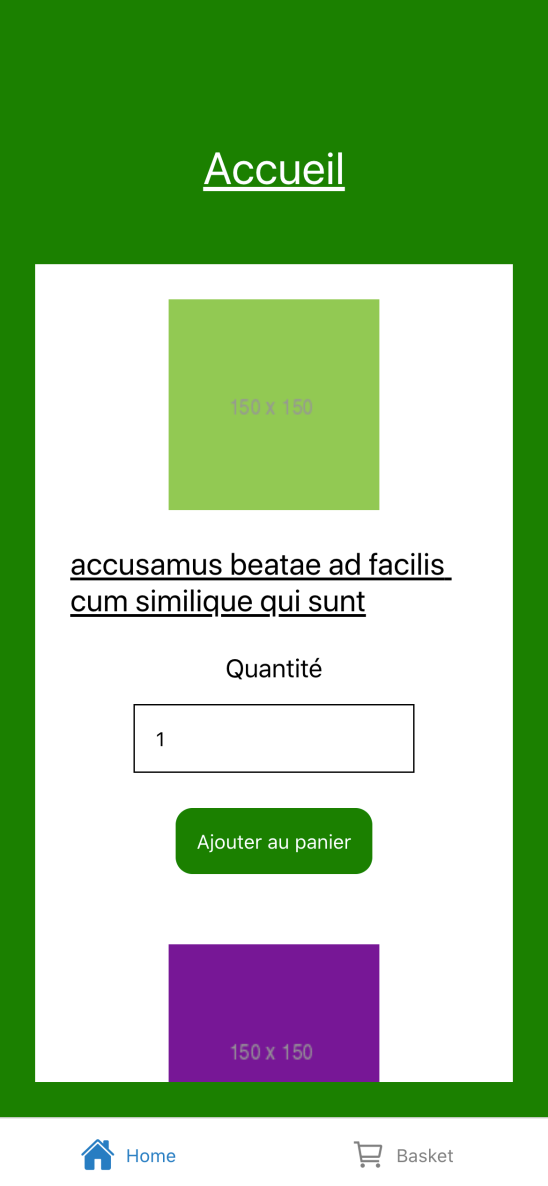 Accueil
150 x 150
accusamus beatae ad facilis
cum similique qui sunt
Quantité
1
Ajouter au panier
150 x 150
Home
Basket